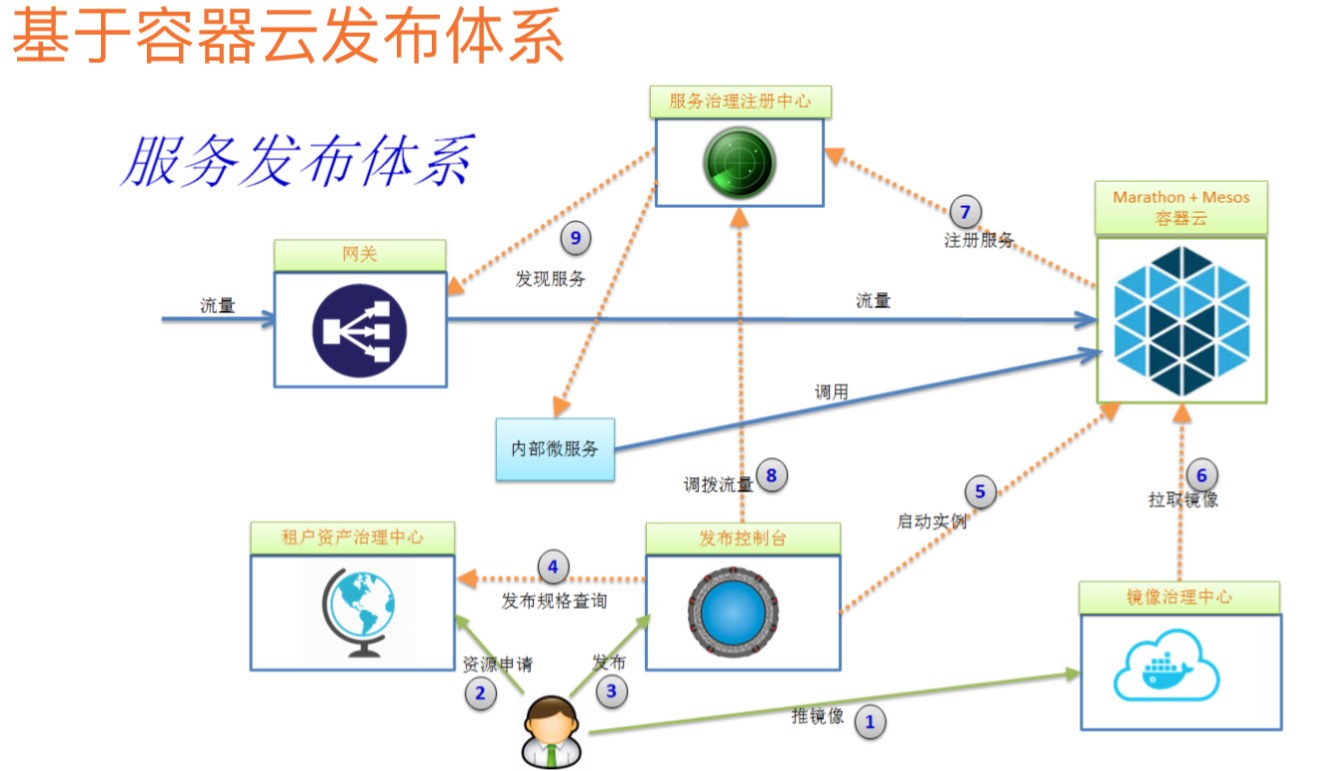 基于容器云发布体系
服务治理注册中心
服务发布体系
Marathon + Mesos
容器云
7
注册服务
9
网关
发现服务
流量
流量
调用
内部微服务
8
调拨流量
6
5
拉取镜像
启动实例
租户资产治理中心
发布控制台
4
发布规格查询
镜像治理中心
资源申请
发布
2
3
推镜像
1